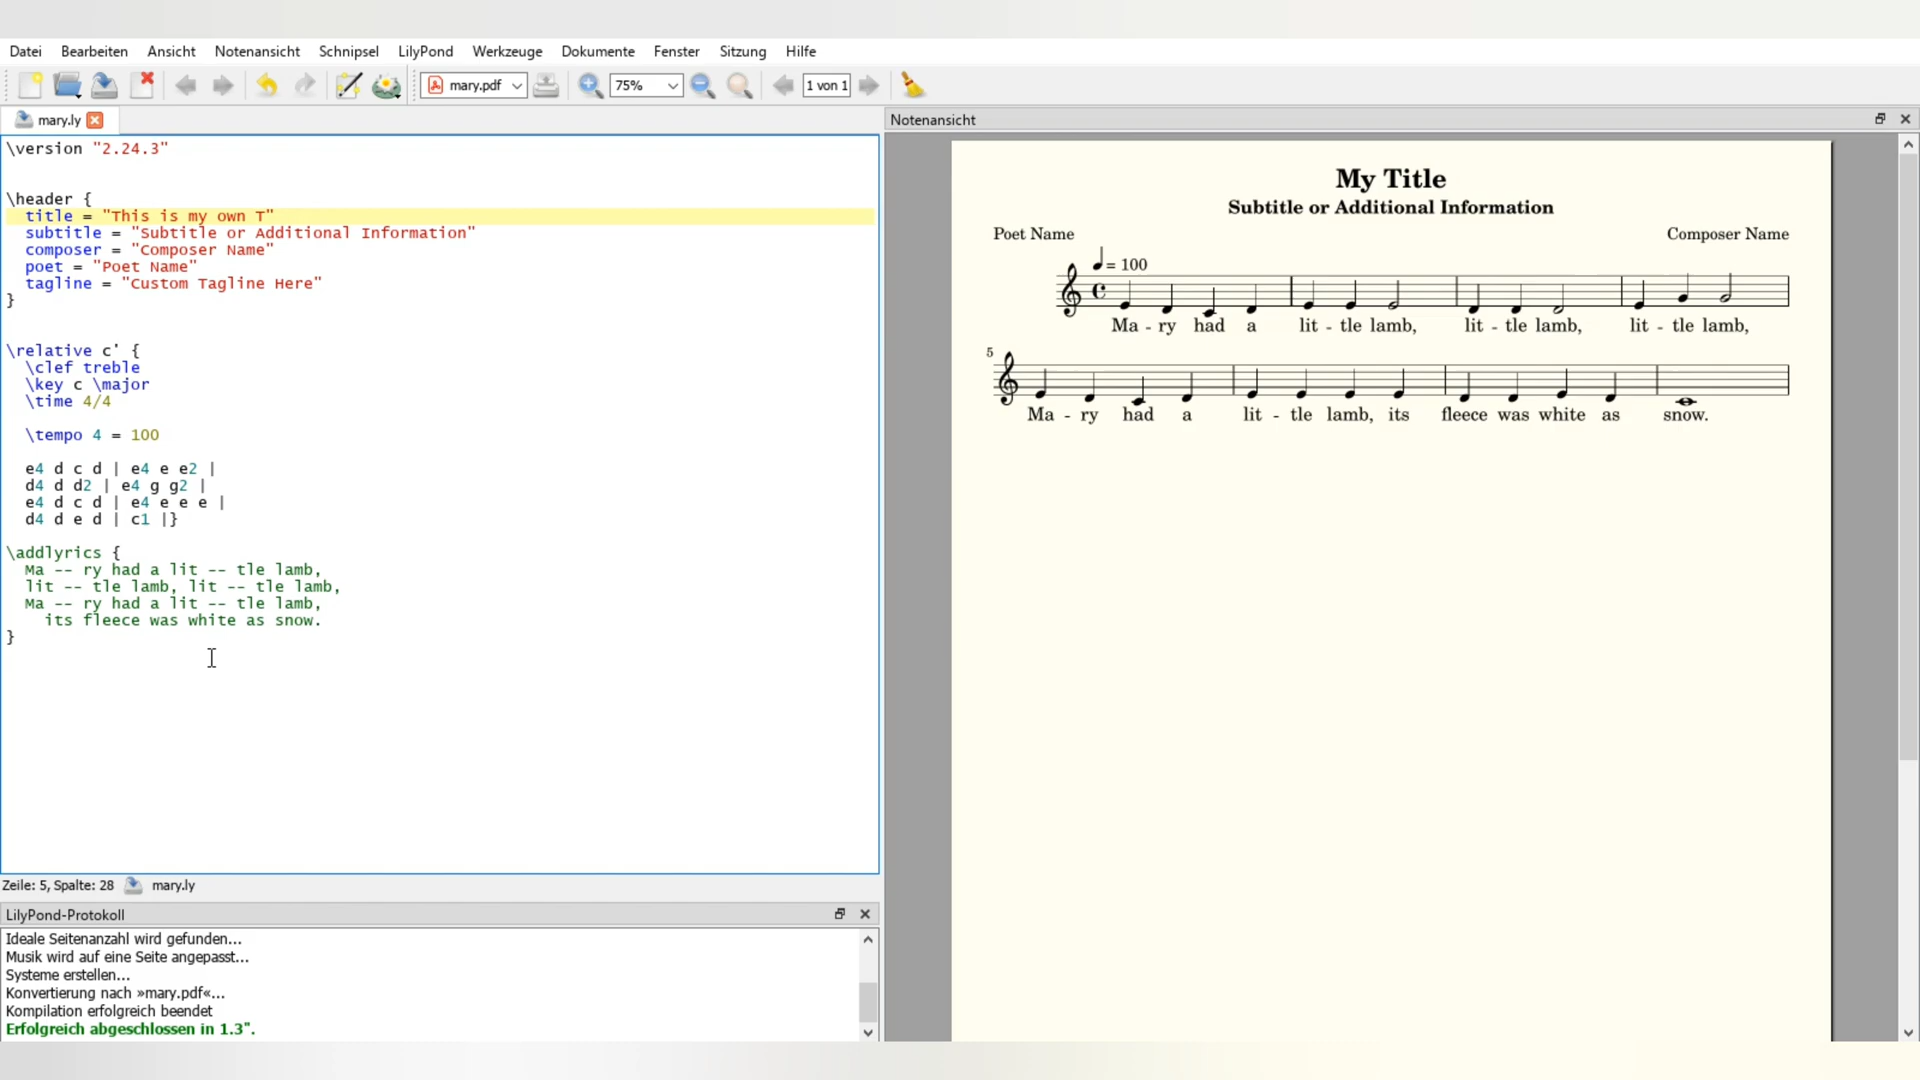 Datei Bearbeiten Ansicht Notenansicht Schnipsel LilyPond Werkzeuge Dokumente Fenster Sitzung Hilfe
mary.pdf 75% 1 von 1
mary.ly
\version "2.24.3"
\header {
title = "This is my own T"
subtitle = "Subtitle or Additional Information"
composer = "Composer Name"
poet = "Poet Name"
tagline = "Custom Tagline Here"
}
\relative c' {
\clef treble
\key c \major
\time 4/4
\tempo 4 = 100
e4 d c d | e4 e e2 |
d4 d d2 | e4 g g2 |
e4 d c d | e4 e e e |
d4 d e d | c1 |}
\addlyrics {
Ma -- ry had a lit -- tle lamb,
lit -- tle lamb, lit -- tle lamb,
Ma -- ry had a lit -- tle lamb,
its fleece was white as snow.
}
Zeile: 5, Spalte: 28 mary.ly
LilyPond-Protokoll
Ideale Seitenanzahl wird gefunden...
Musik wird auf eine Seite angepasst...
Systeme erstellen...
Konvertierung nach »mary.pdf«...
Kompilation erfolgreich beendet
Erfolgreich abgeschlossen in 1.3".
Notenansicht
My Title
Subtitle or Additional Information
Poet Name Composer Name
= 100
Ma - ry had a lit - tle lamb, lit - tle lamb, lit - tle lamb,
5
Ma - ry had a lit - tle lamb, its fleece was white as snow.